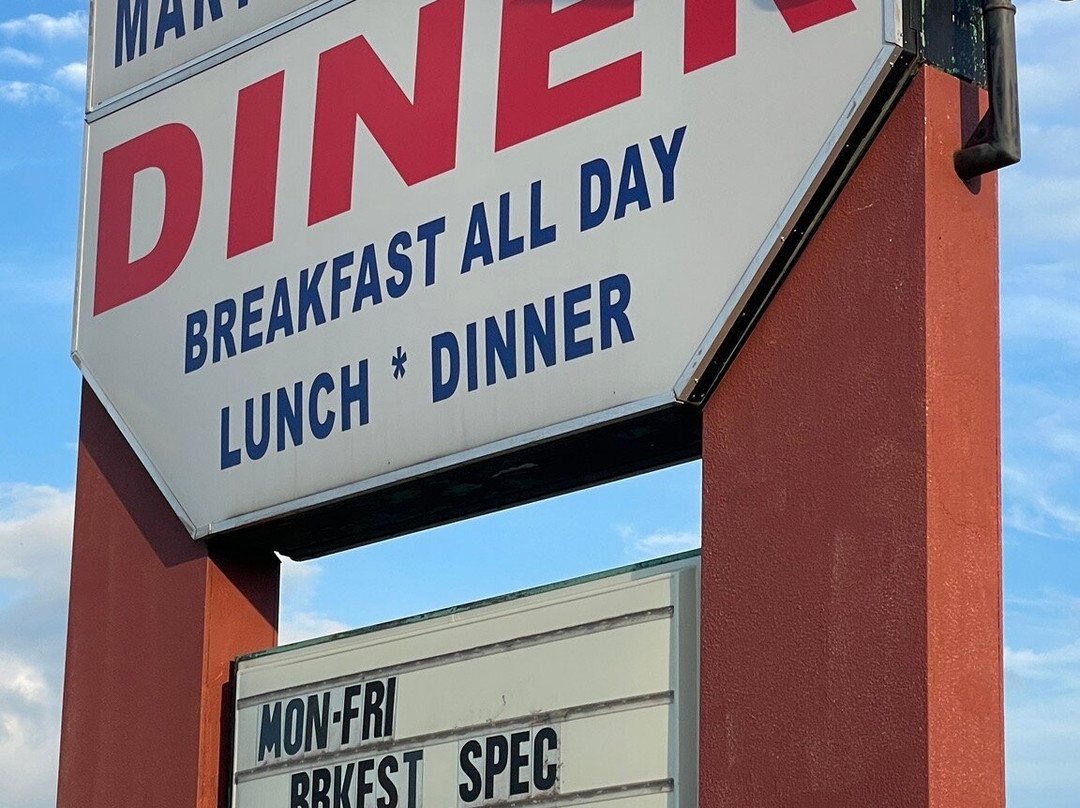 DINER
BREAKFAST ALL DAY
LUNCH * DINNER
MON-FRI
BRKFST SPEC